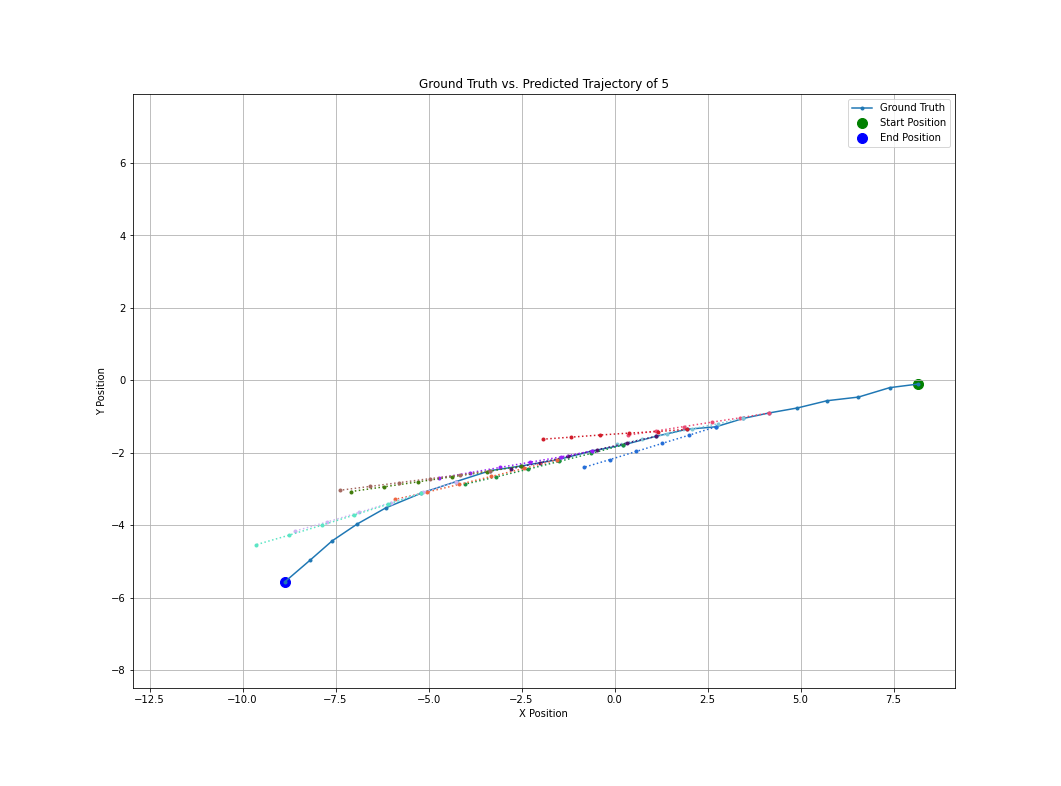 Ground Truth vs. Predicted Trajectory of 5
Ground Truth
Start Position
End Position
6
4
2
0
−2
−4
−6
−8
Y Position
−12.5 −10.0 −7.5 −5.0 −2.5 0.0 2.5 5.0 7.5
X Position